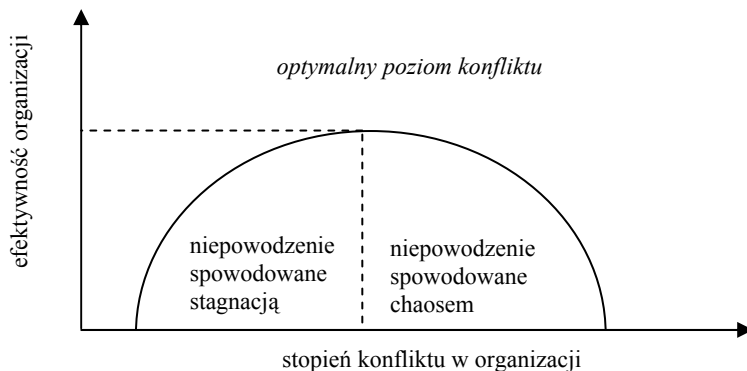 efektywność organizacji
optymalny poziom konfliktu
niepowodzenie
spowodowane
stagnacją
niepowodzenie
spowodowane
chaosem
stopień konfliktu w organizacji